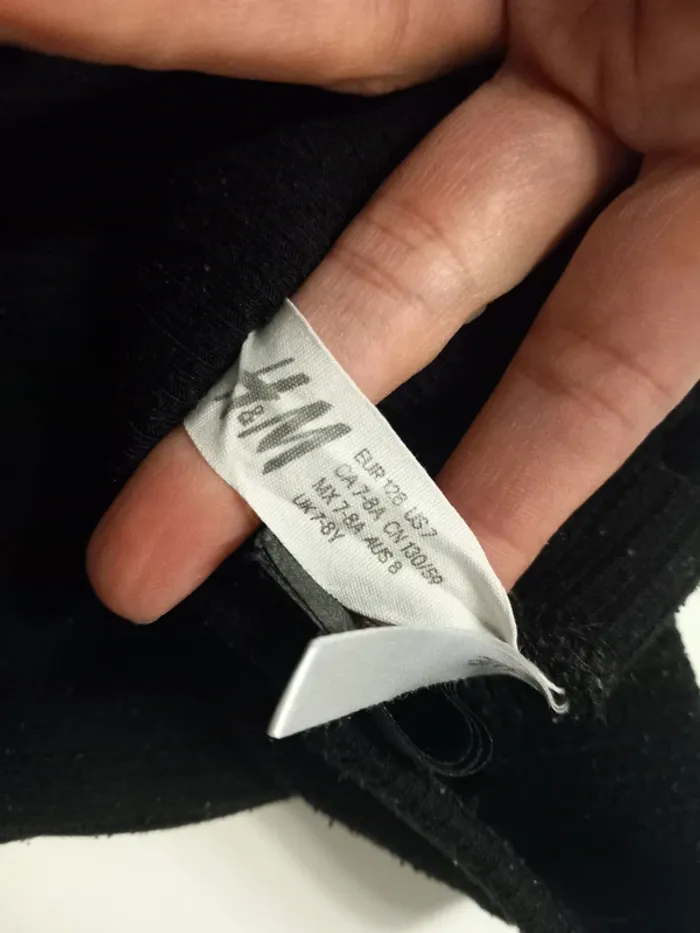 H&M
EUR 128 US 7
CA 7-8A CN 130/59
MX 7-8A AUS 8
UK 7-8Y